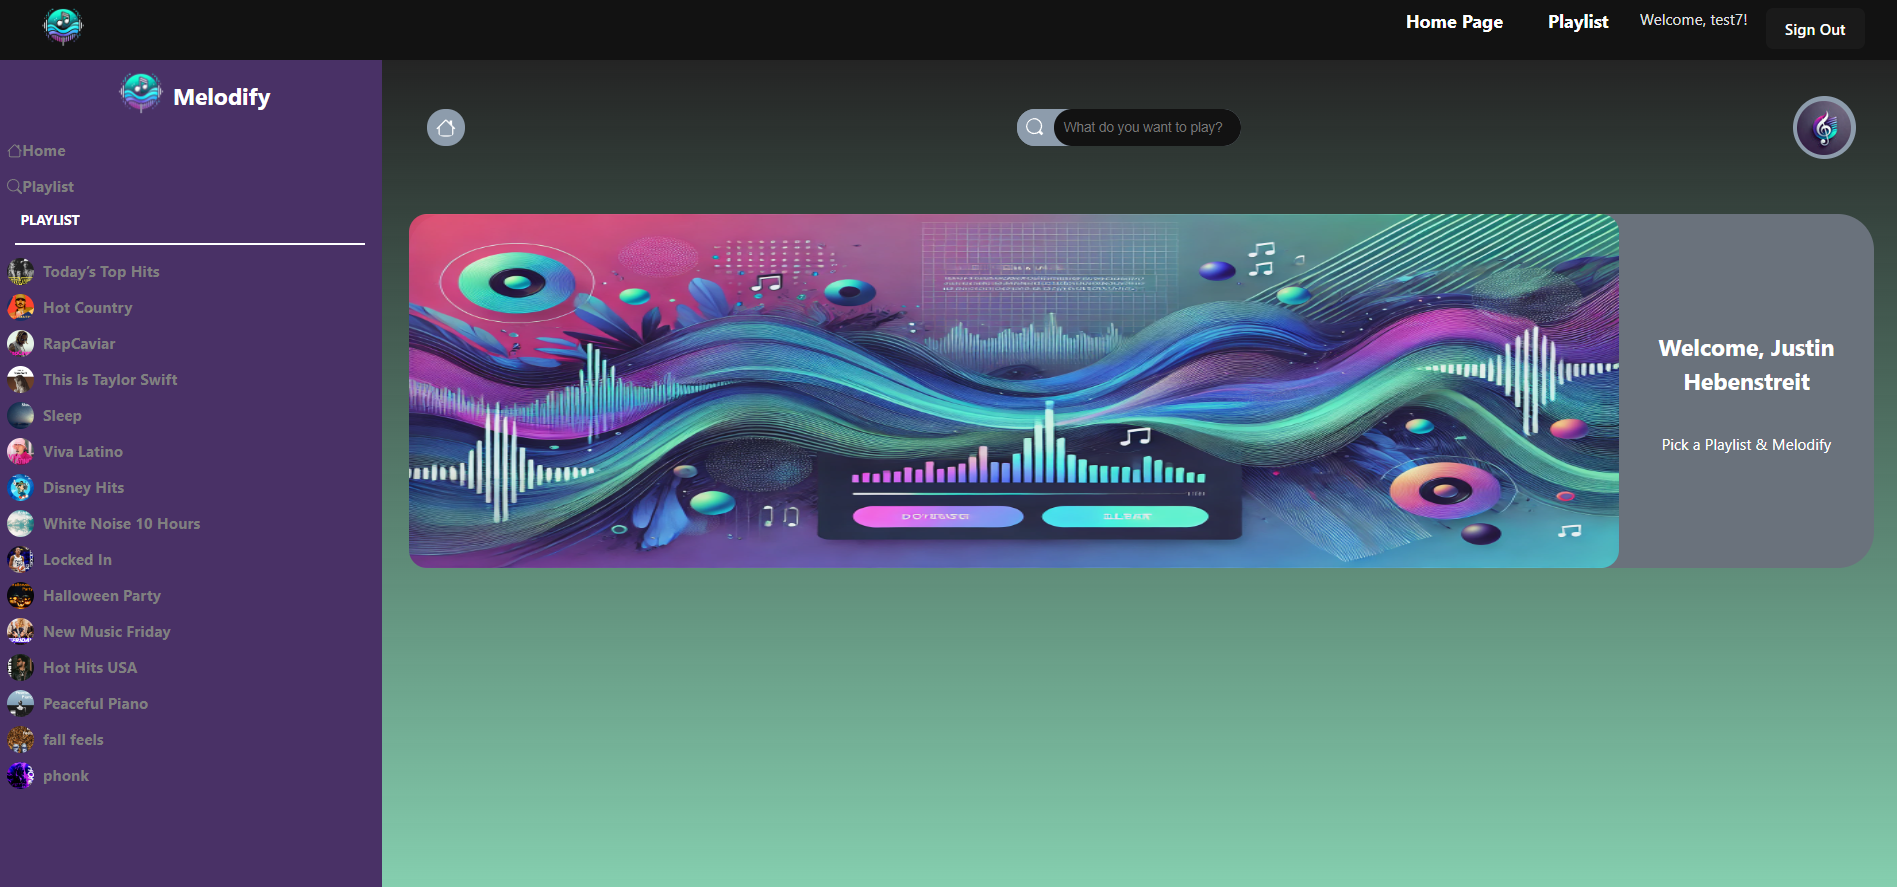 Home Page
Playlist
Welcome, test7!
Sign Out
Melodify
Home
Playlist
PLAYLIST
Today's Top Hits
Hot Country
RapCaviar
This Is Taylor Swift
Sleep
Viva Latino
Disney Hits
White Noise 10 Hours
Locked In
Halloween Party
New Music Friday
Hot Hits USA
Peaceful Piano
fall feels
phonk
What do you want to play?
Welcome, Justin
Hebenstreit
Pick a Playlist & Melodify